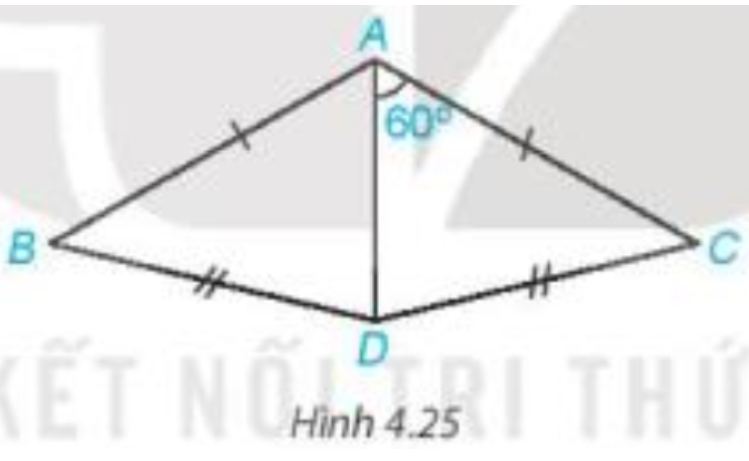 A
60°
B
C
D
KẾT NỐI TRI THỨ
Hình 4.25